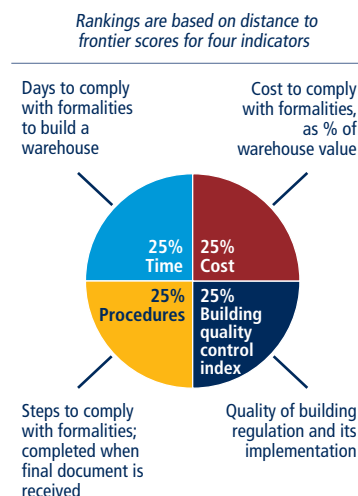 Rankings are based on distance to
frontier scores for four indicators
Days to comply
with formalities
to build a
warehouse
Cost to comply
with formalities,
as % of
warehouse value
25%
Time
25%
Cost
25%
Procedures
25%
Building
quality
control
index
Steps to comply
with formalities;
completed when
final document is
received
Quality of building
regulation and its
implementation